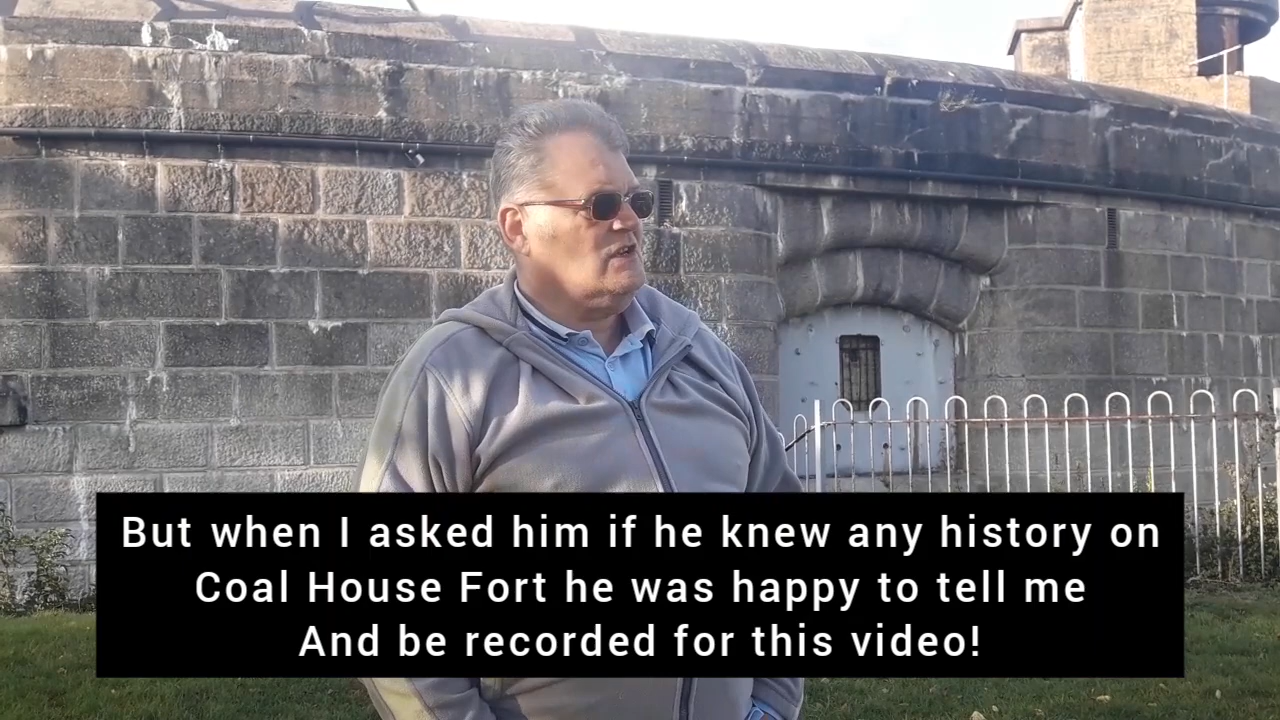 But when I asked him if he knew any history on
Coal House Fort he was happy to tell me
And be recorded for this video!